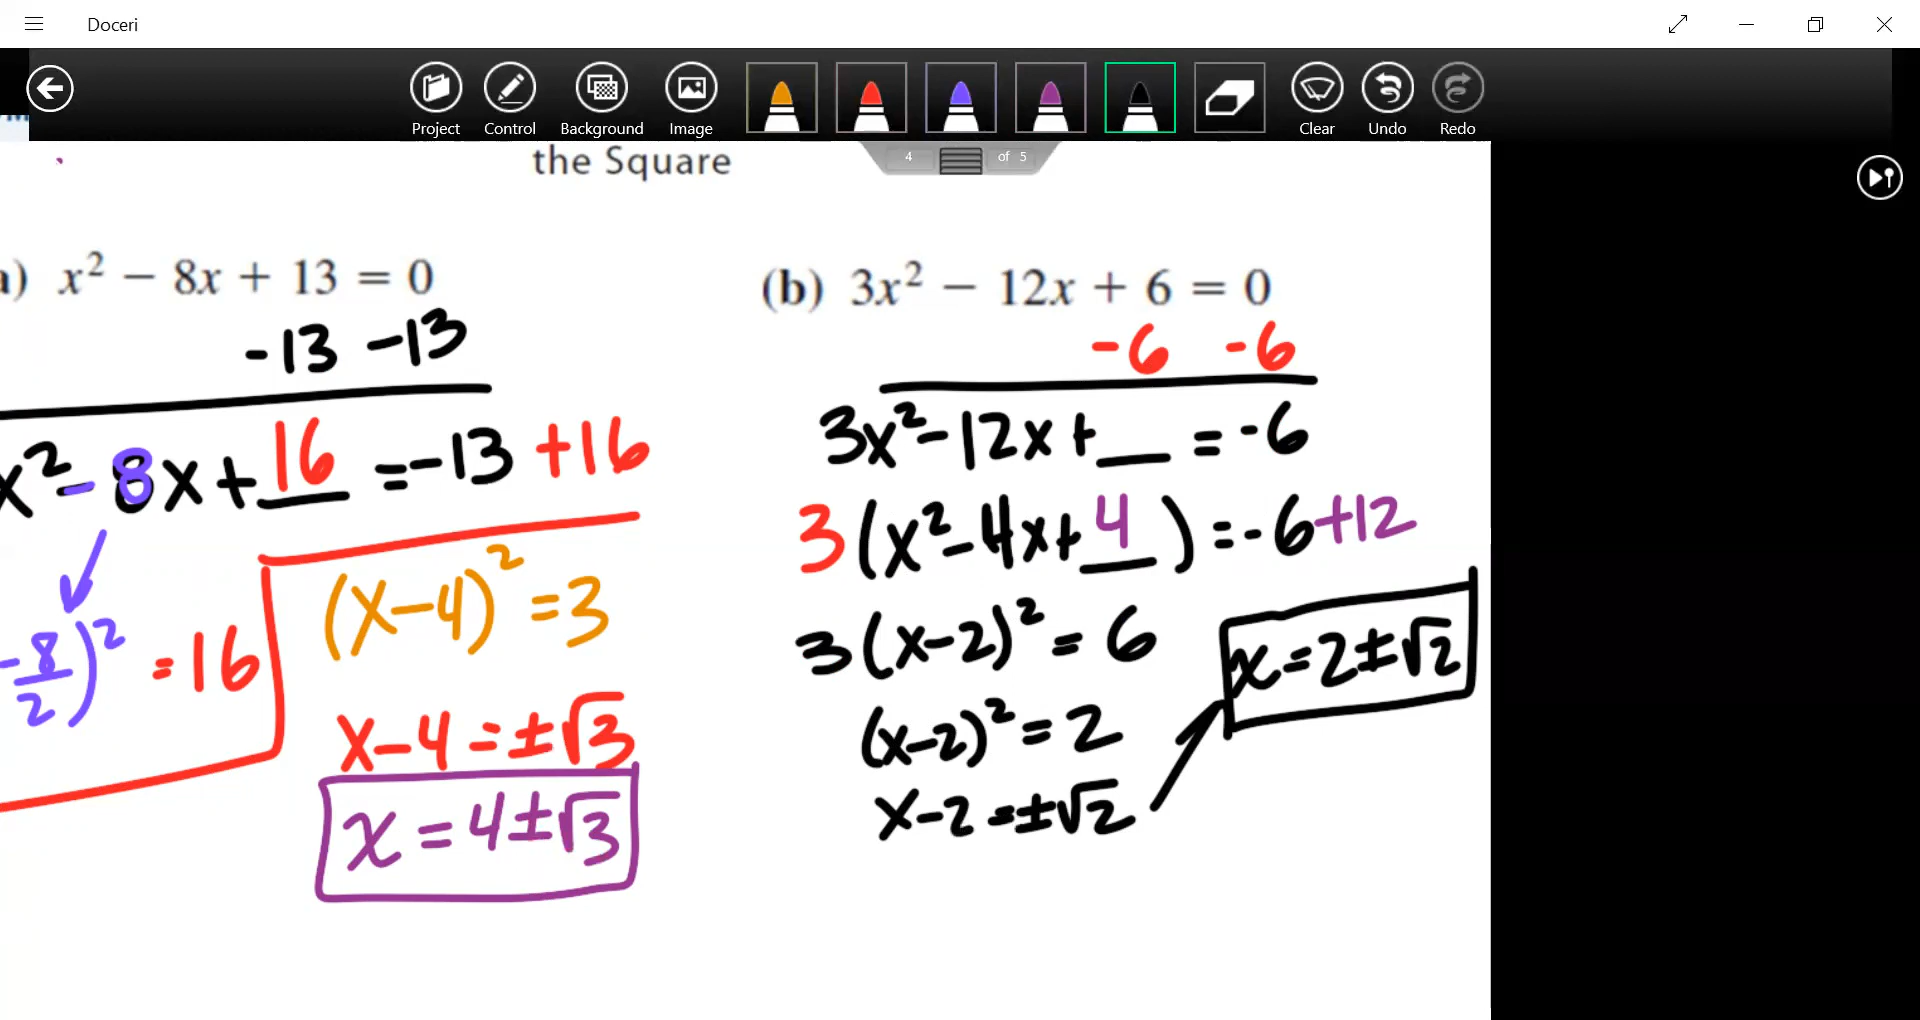 Doceri
Project Control Background Image Clear Undo Redo
4 of 5
the Square
a) x² − 8x + 13 = 0
-13 -13
x² - 8x + 16 = -13 +16
-8/2)² = 16
(x-4)² = 3
x-4 = ±√3
x = 4±√3
(b) 3x² − 12x + 6 = 0
-6 -6
3x²-12x+__ = -6
3(x²-4x+4) = -6+12
3(x-2)² = 6
(x-2)² = 2
x-2 = ±√2
x = 2±√2